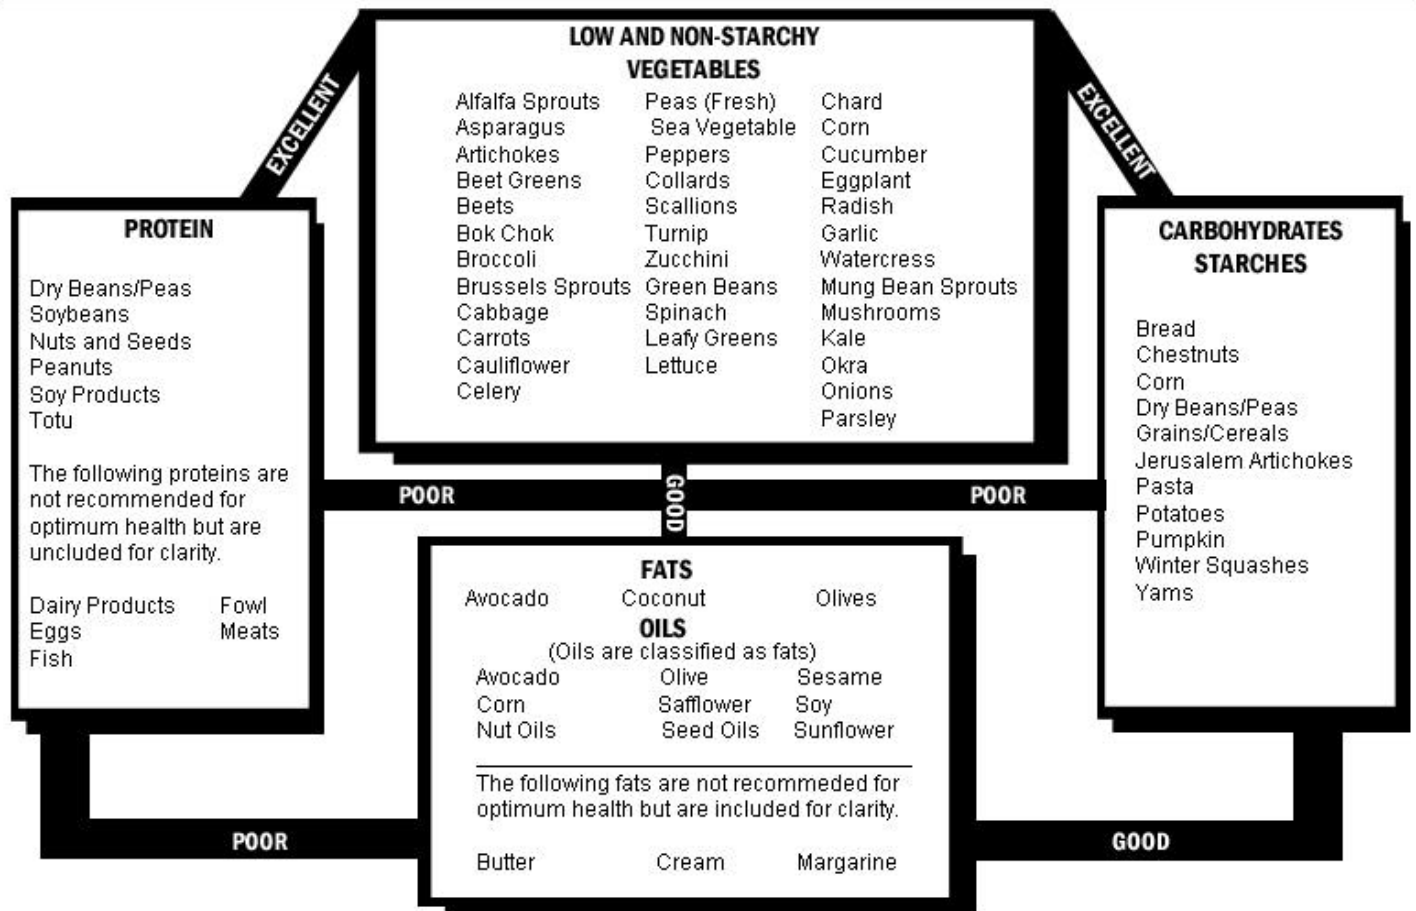 LOW AND NON-STARCHY
VEGETABLES
Alfalfa Sprouts Peas (Fresh) Chard
Asparagus Sea Vegetable Corn
Artichokes Peppers Cucumber
Beet Greens Collards Eggplant
Beets Scallions Radish
Bok Chok Turnip Garlic
Broccoli Zucchini Watercress
Brussels Sprouts Green Beans Mung Bean Sprouts
Cabbage Spinach Mushrooms
Carrots Leafy Greens Kale
Cauliflower Lettuce Okra
Celery Onions
Parsley
EXCELLENT
EXCELLENT
PROTEIN
Dry Beans/Peas
Soybeans
Nuts and Seeds
Peanuts
Soy Products
Totu
The following proteins are
not recommended for
optimum health but are
uncluded for clarity.
Dairy Products Fowl
Eggs Meats
Fish
CARBOHYDRATES
STARCHES
Bread
Chestnuts
Corn
Dry Beans/Peas
Grains/Cereals
Jerusalem Artichokes
Pasta
Potatoes
Pumpkin
Winter Squashes
Yams
POOR
GOOD
POOR
FATS
Avocado Coconut Olives
OILS
(Oils are classified as fats)
Avocado Olive Sesame
Corn Safflower Soy
Nut Oils Seed Oils Sunflower
The following fats are not recommeded for
optimum health but are included for clarity.
Butter Cream Margarine
POOR
GOOD